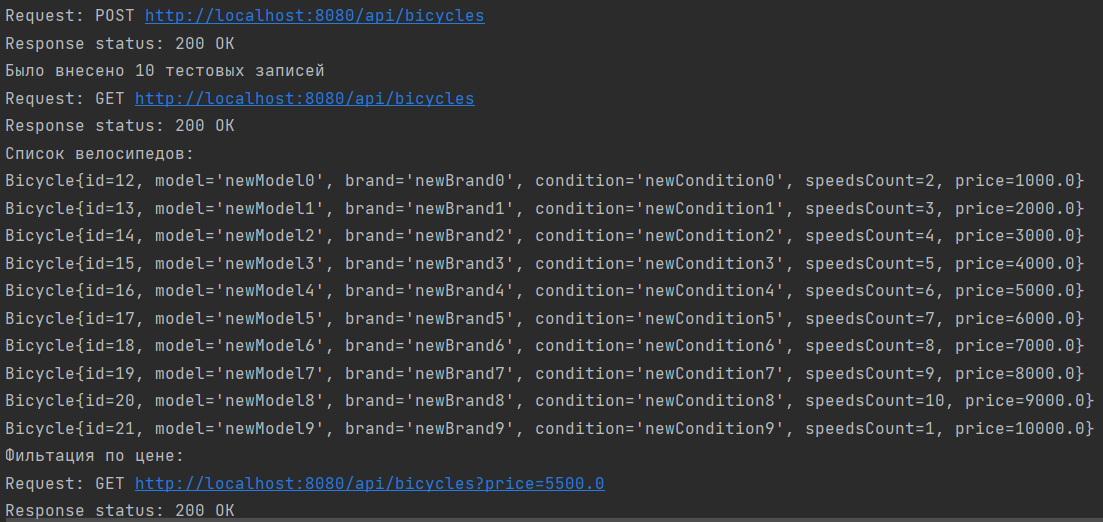 Request: POST http://localhost:8080/api/bicycles
Response status: 200 OK
Было внесено 10 тестовых записей
Request: GET http://localhost:8080/api/bicycles
Response status: 200 OK
Список велосипедов:
Bicycle{id=12, model='newModel0', brand='newBrand0', condition='newCondition0', speedsCount=2, price=1000.0}
Bicycle{id=13, model='newModel1', brand='newBrand1', condition='newCondition1', speedsCount=3, price=2000.0}
Bicycle{id=14, model='newModel2', brand='newBrand2', condition='newCondition2', speedsCount=4, price=3000.0}
Bicycle{id=15, model='newModel3', brand='newBrand3', condition='newCondition3', speedsCount=5, price=4000.0}
Bicycle{id=16, model='newModel4', brand='newBrand4', condition='newCondition4', speedsCount=6, price=5000.0}
Bicycle{id=17, model='newModel5', brand='newBrand5', condition='newCondition5', speedsCount=7, price=6000.0}
Bicycle{id=18, model='newModel6', brand='newBrand6', condition='newCondition6', speedsCount=8, price=7000.0}
Bicycle{id=19, model='newModel7', brand='newBrand7', condition='newCondition7', speedsCount=9, price=8000.0}
Bicycle{id=20, model='newModel8', brand='newBrand8', condition='newCondition8', speedsCount=10, price=9000.0}
Bicycle{id=21, model='newModel9', brand='newBrand9', condition='newCondition9', speedsCount=1, price=10000.0}
Фильтация по цене:
Request: GET http://localhost:8080/api/bicycles?price=5500.0
Response status: 200 OK